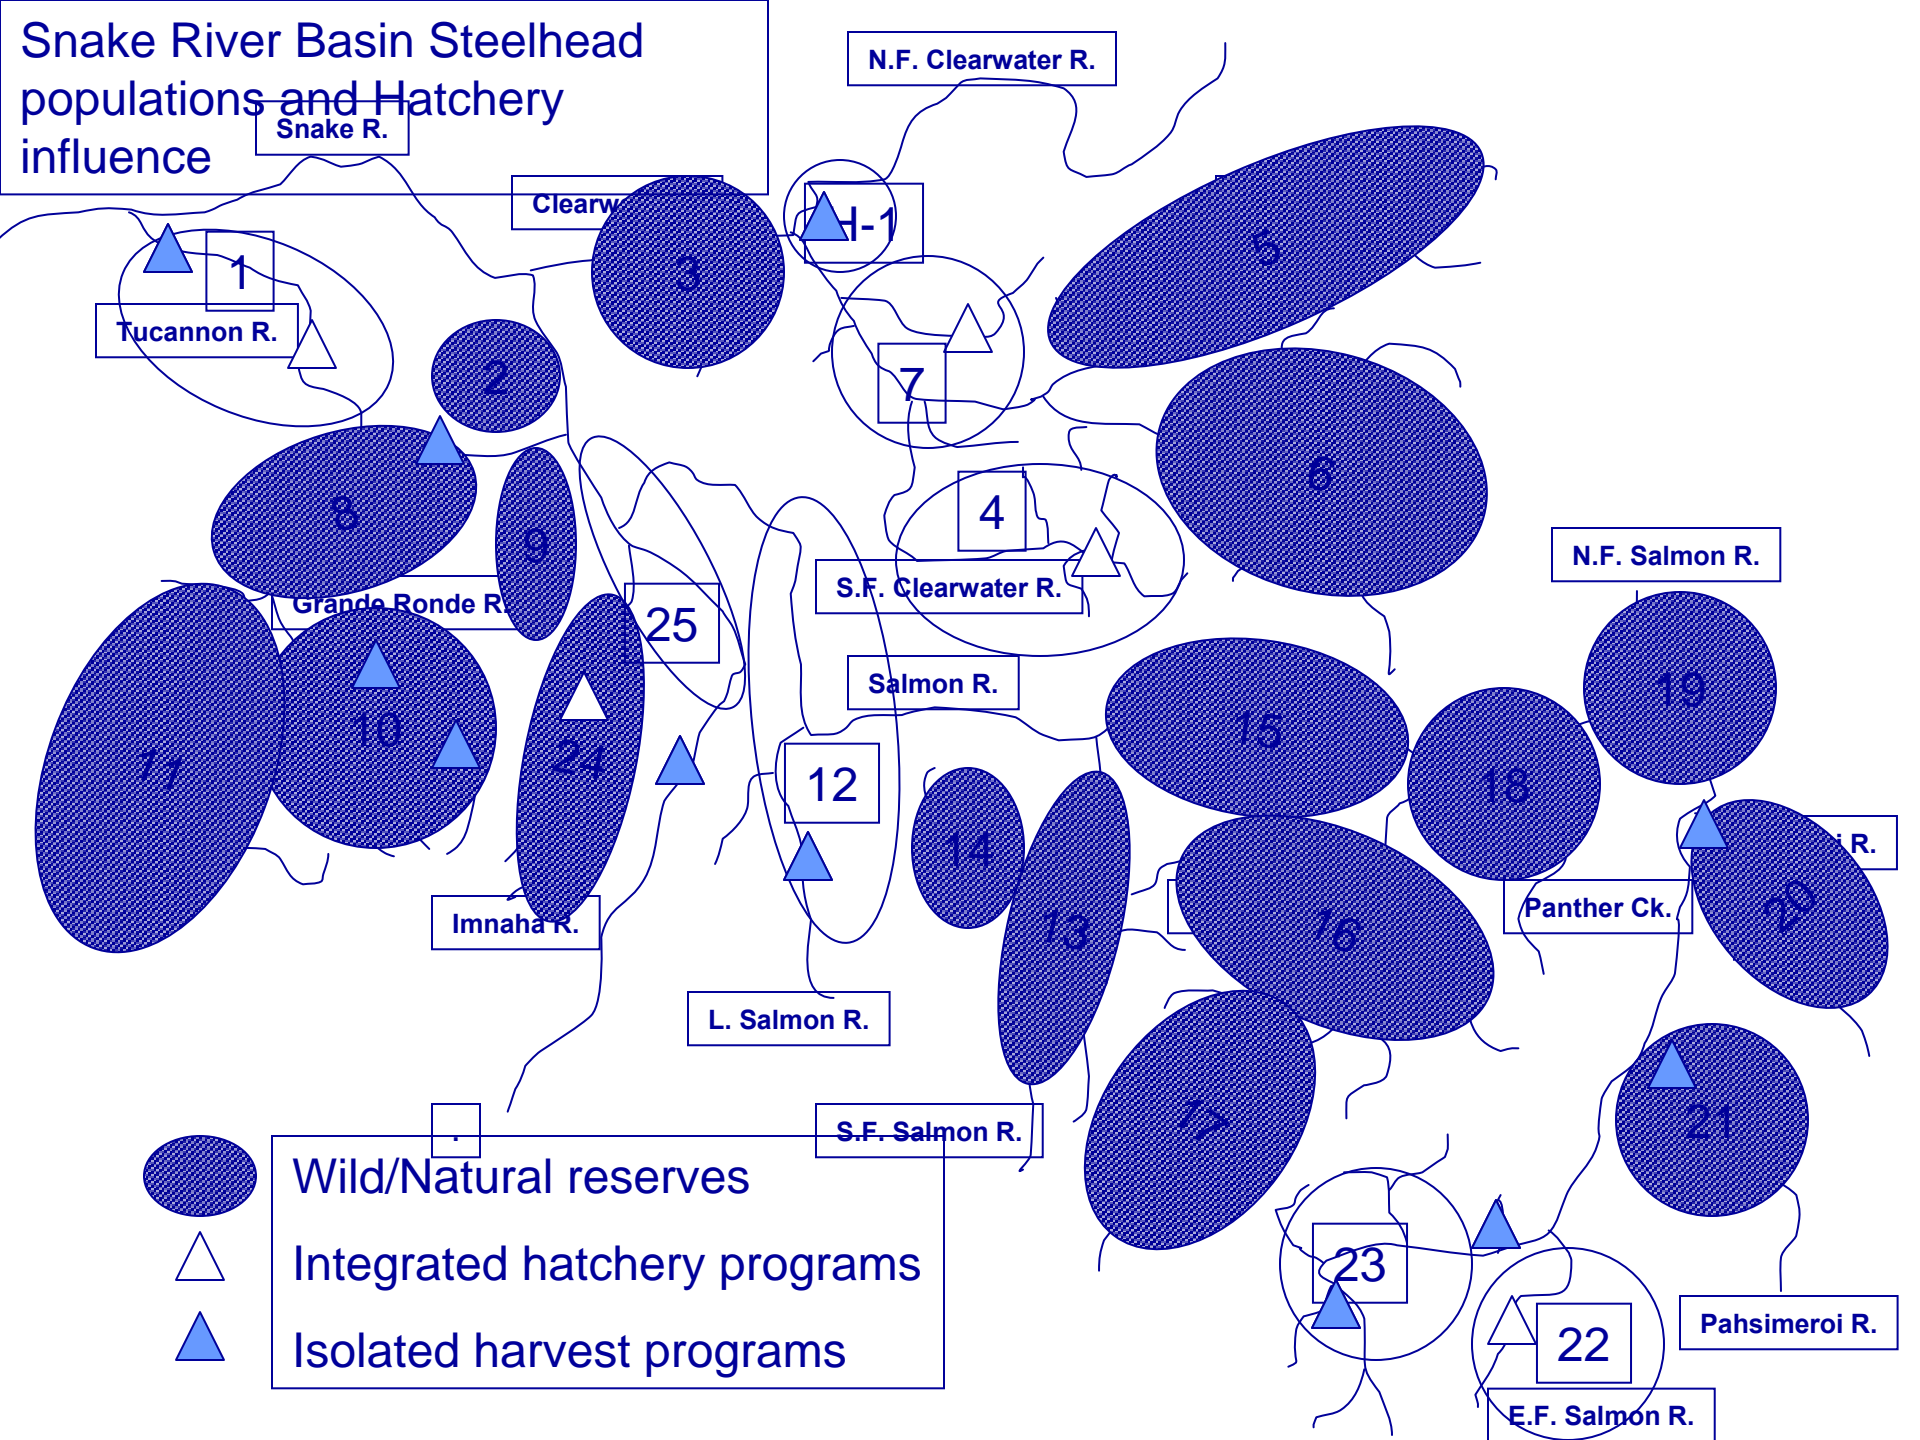 Snake River Basin Steelhead
populations and Hatchery
influence
Snake R.
N.F. Clearwater R.
H-1
1
3
5
Tucannon R.
2
7
6
8
4
9
N.F. Salmon R.
S.F. Clearwater R.
Grande Ronde R.
25
Salmon R.
19
15
10
11
24
12
18
14
R.
20
Panther Ck.
13
16
Imnaha R.
L. Salmon R.
17
21
.
S.F. Salmon R.
Wild/Natural reserves
Integrated hatchery programs
Isolated harvest programs
23
22
Pahsimeroi R.
E.F. Salmon R.